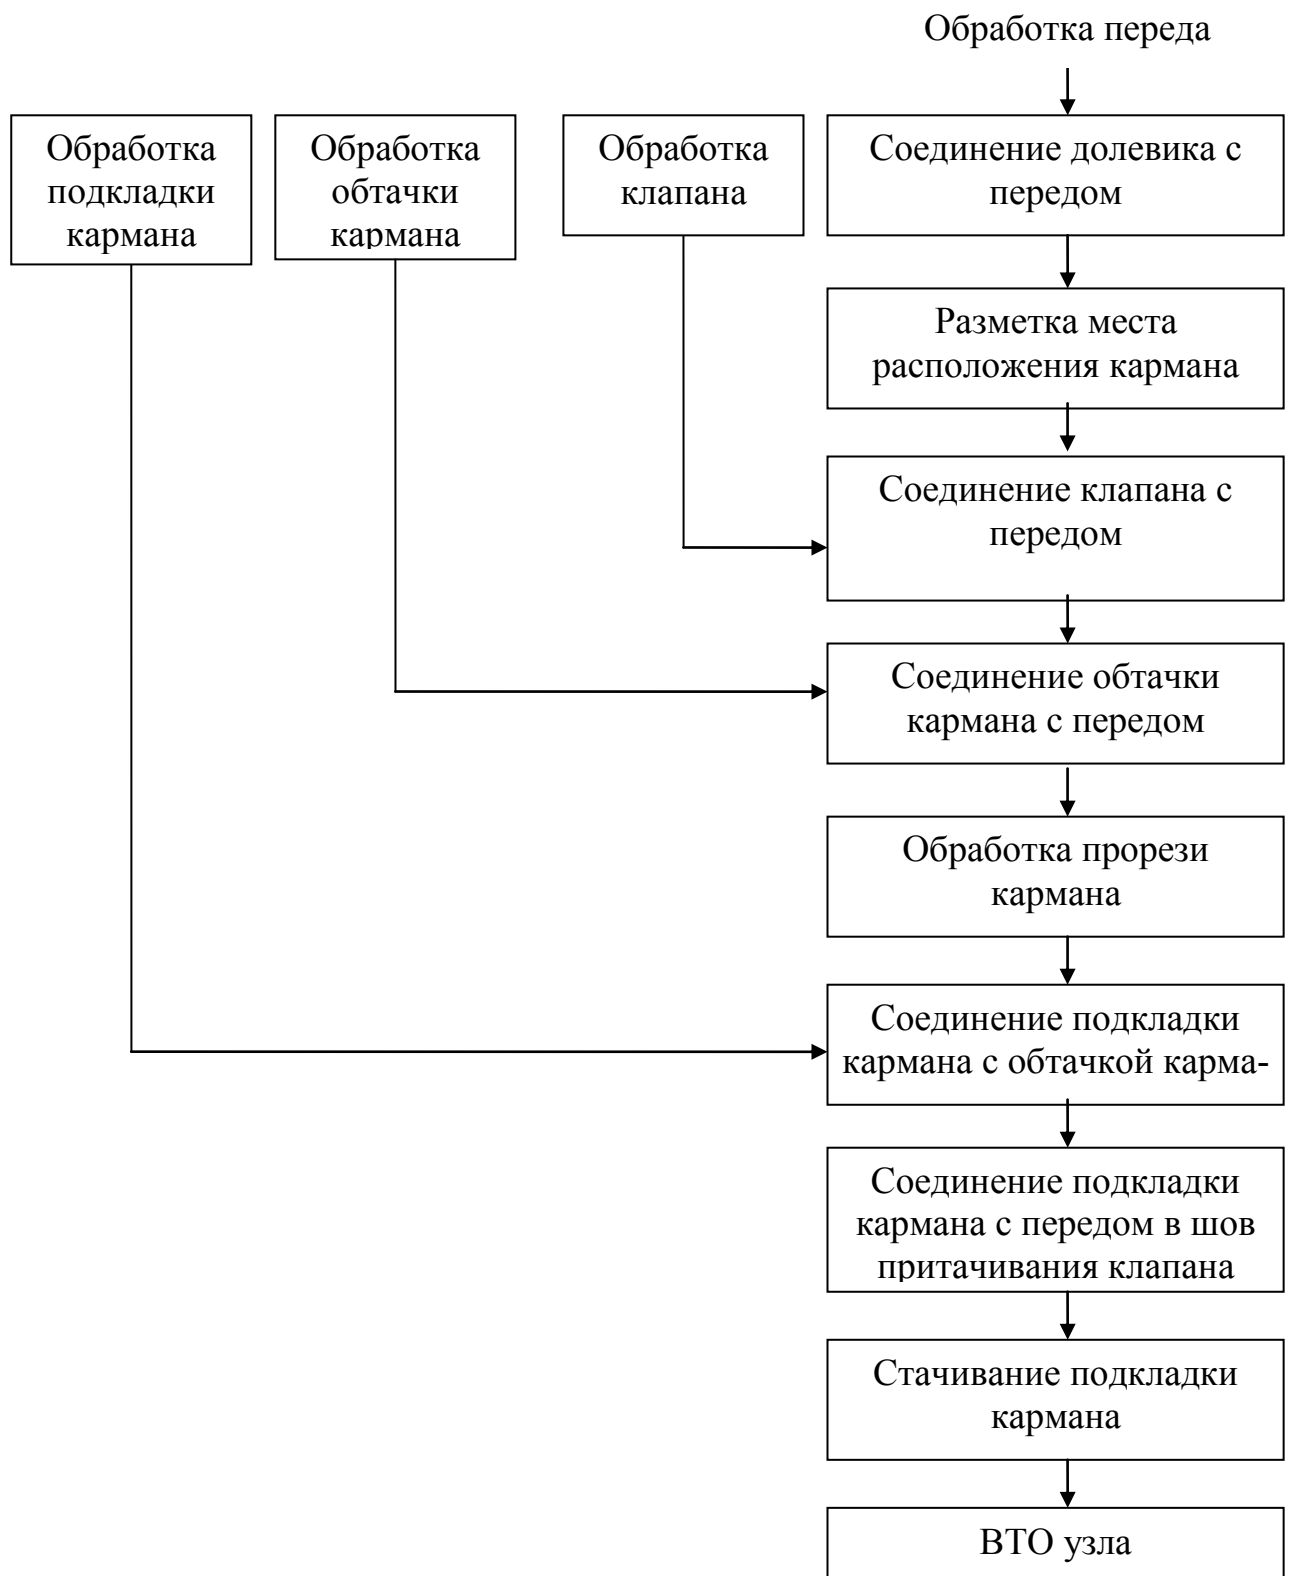 Обработка переда
Обработка
подкладки
кармана
Обработка
обтачки
кармана
Обработка
клапана
Соединение долевика с
передом
Разметка места
расположения кармана
Соединение клапана с
передом
Соединение обтачки
кармана с передом
Обработка прорези
кармана
Соединение подкладки
кармана с обтачкой карма-
Соединение подкладки
кармана с передом в шов
притачивания клапана
Стачивание подкладки
кармана
ВТО узла